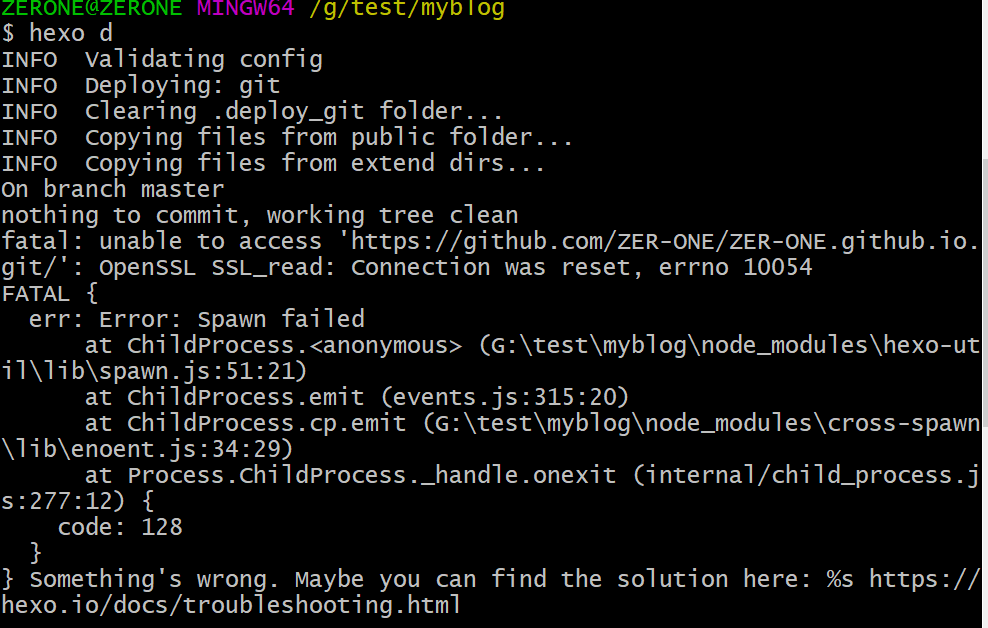 ZERONE@ZERONE MINGW64 /g/test/myblog
$ hexo d
INFO  Validating config
INFO  Deploying: git
INFO  Clearing .deploy_git folder...
INFO  Copying files from public folder...
INFO  Copying files from extend dirs...
On branch master
nothing to commit, working tree clean
fatal: unable to access 'https://github.com/ZER-ONE/ZER-ONE.github.io.
git/': OpenSSL SSL_read: Connection was reset, errno 10054
FATAL {
  err: Error: Spawn failed
      at ChildProcess.<anonymous> (G:\test\myblog\node_modules\hexo-ut
il\lib\spawn.js:51:21)
      at ChildProcess.emit (events.js:315:20)
      at ChildProcess.cp.emit (G:\test\myblog\node_modules\cross-spawn
\lib\enoent.js:34:29)
      at Process.ChildProcess._handle.onexit (internal/child_process.j
s:277:12) {
    code: 128
  }
} Something's wrong. Maybe you can find the solution here: %s https://
hexo.io/docs/troubleshooting.html